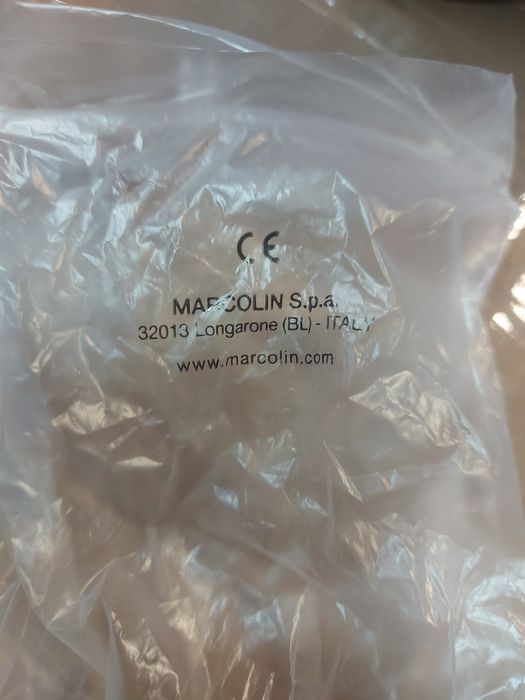 CE
MARCOLIN S.p.a.
32013 Longarone (BL) - ITALY
www.marcolin.com